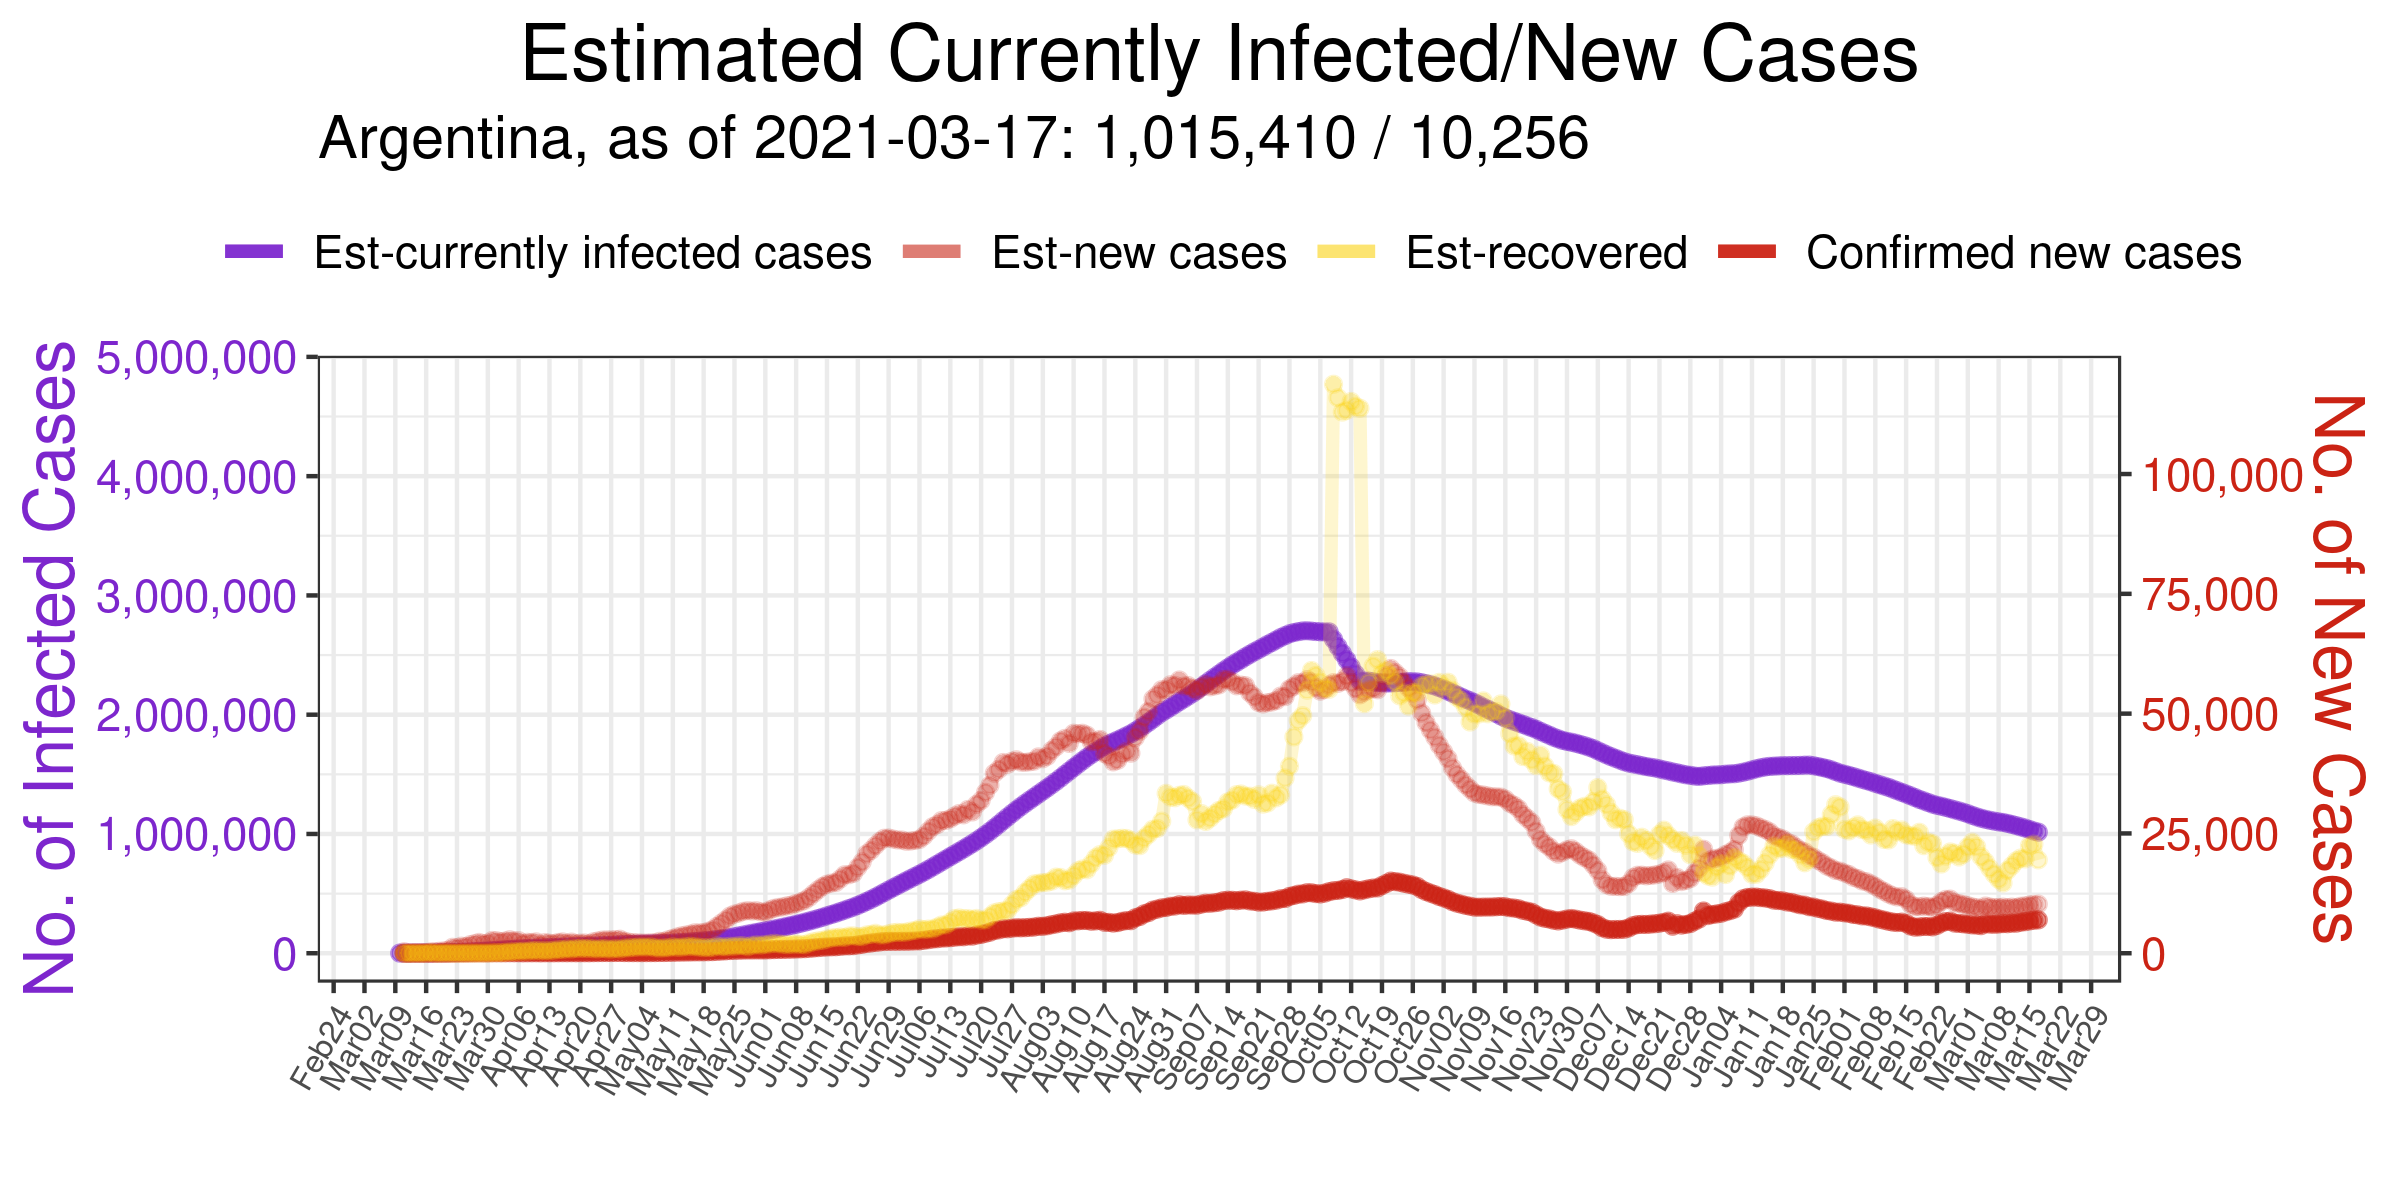 Estimated Currently Infected/New Cases
Argentina, as of 2021-03-17: 1,015,410 / 10,256
Est-currently infected cases Est-new cases Est-recovered Confirmed new cases
No. of Infected Cases
5,000,000
4,000,000
3,000,000
2,000,000
1,000,000
0
100,000
75,000
50,000
25,000
0
No. of New Cases
Feb24 Mar02 Mar09 Mar16 Mar23 Mar30 Apr06 Apr13 Apr20 Apr27 May04 May11 May18 May25 Jun01 Jun08 Jun15 Jun22 Jun29 Jul06 Jul13 Jul20 Jul27 Aug03 Aug10 Aug17 Aug24 Aug31 Sep07 Sep14 Sep21 Sep28 Oct05 Oct12 Oct19 Oct26 Nov02 Nov09 Nov16 Nov23 Nov30 Dec07 Dec14 Dec21 Dec28 Jan04 Jan11 Jan18 Jan25 Feb01 Feb08 Feb15 Feb22 Mar01 Mar08 Mar15 Mar22 Mar29